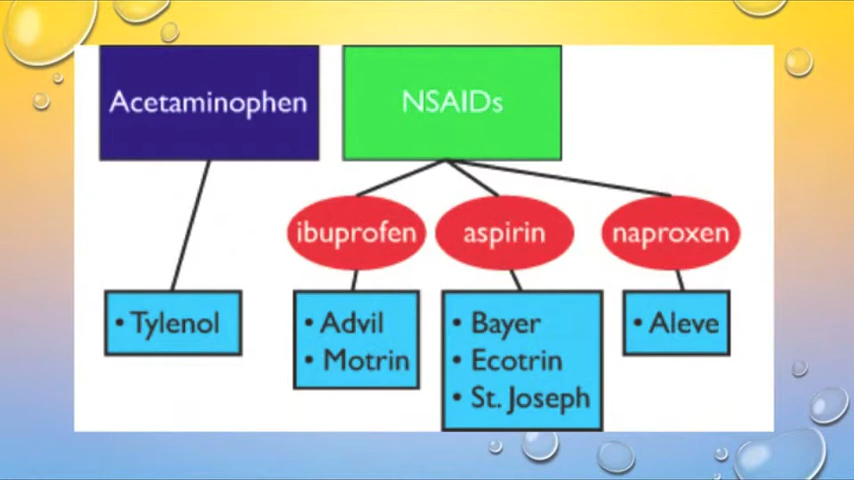 Acetaminophen
NSAIDs
ibuprofen
aspirin
naproxen
• Tylenol
• Advil
• Motrin
• Bayer
• Ecotrin
• St. Joseph
• Aleve